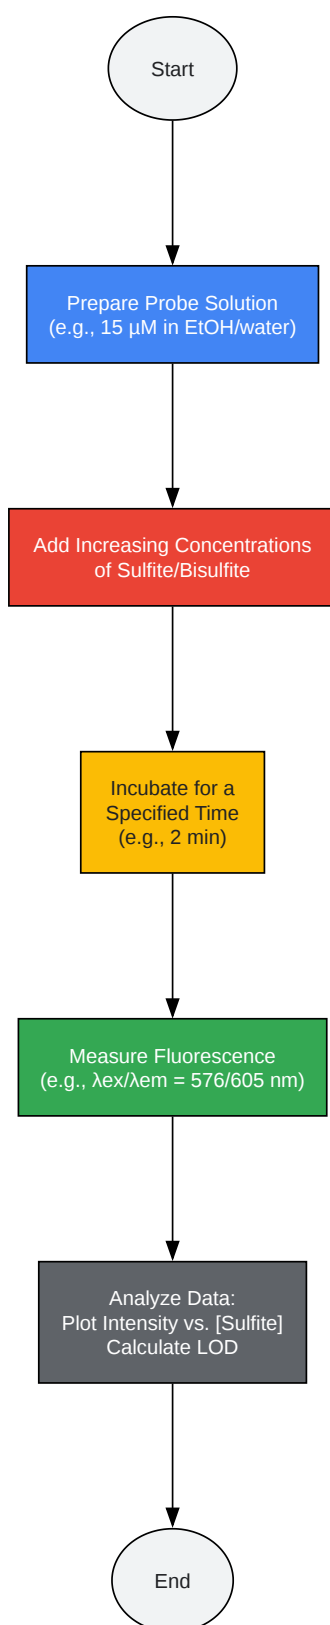 Start
Prepare Probe Solution
(e.g., 15 µM in EtOH/water)
Add Increasing Concentrations
of Sulfite/Bisulfite
Incubate for a
Specified Time
(e.g., 2 min)
Measure Fluorescence
(e.g., λex/λem = 576/605 nm)
Analyze Data:
Plot Intensity vs. [Sulfite]
Calculate LOD
End